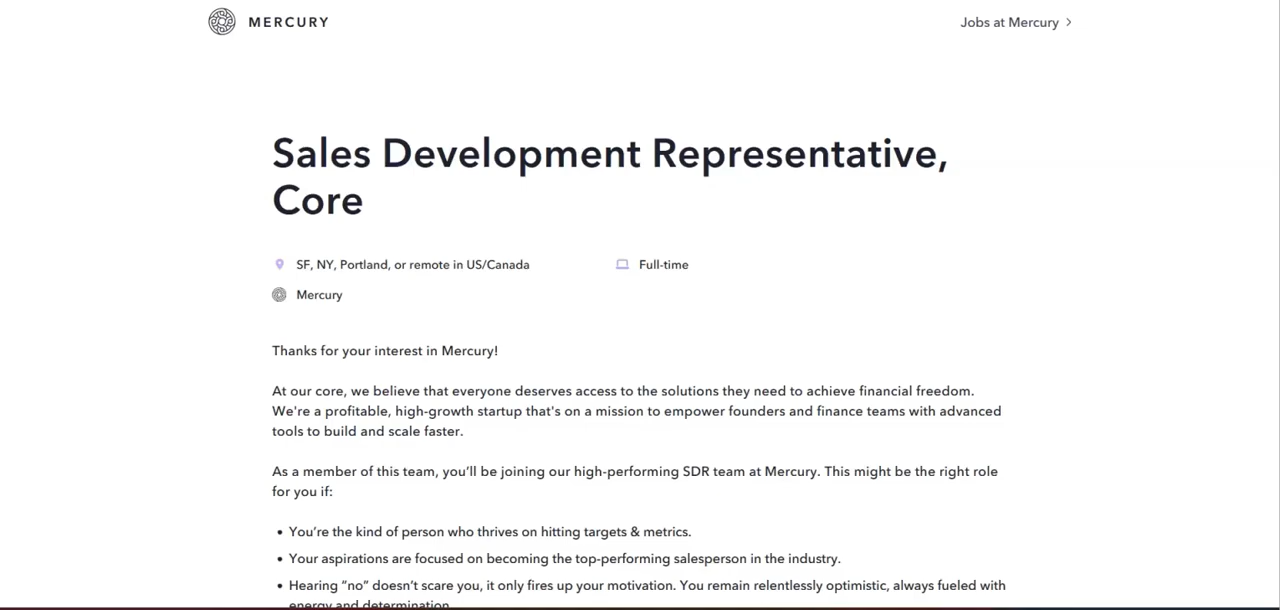 MERCURY
Jobs at Mercury
Sales Development Representative,
Core
SF, NY, Portland, or remote in US/Canada
Full-time
Mercury
Thanks for your interest in Mercury!
At our core, we believe that everyone deserves access to the solutions they need to achieve financial freedom.
We're a profitable, high-growth startup that's on a mission to empower founders and finance teams with advanced
tools to build and scale faster.
As a member of this team, you’ll be joining our high-performing SDR team at Mercury. This might be the right role
for you if:
• You’re the kind of person who thrives on hitting targets & metrics.
• Your aspirations are focused on becoming the top-performing salesperson in the industry.
• Hearing “no” doesn’t scare you, it only fires up your motivation. You remain relentlessly optimistic, always fueled with
energy and determination.